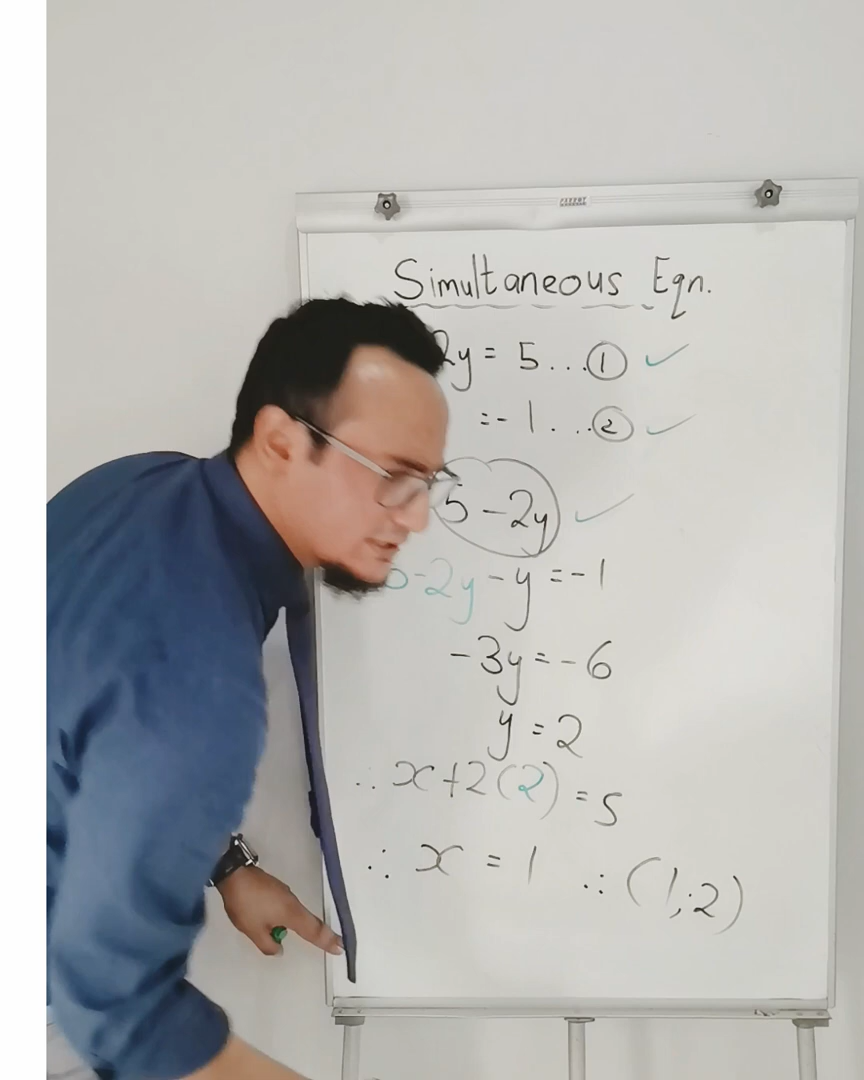 Simultaneous Eqn.
2y = 5...①
=-1...②
5-2y
5-2y-y=-1
-3y=-6
y=2
∴x+2(2)=5
∴x=1 ∴(1;2)